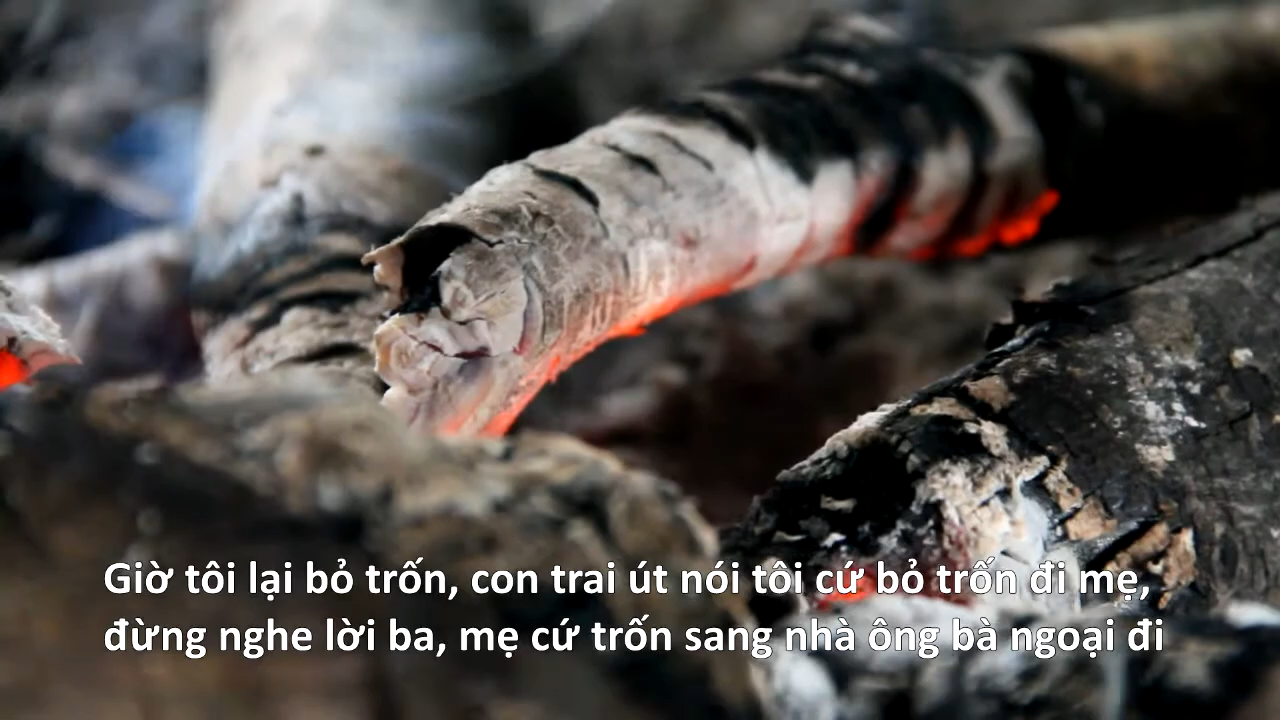 Giờ tôi lại bỏ trốn, con trai út nói tôi cứ bỏ trốn đi mẹ,
đừng nghe lời ba, mẹ cứ trốn sang nhà ông bà ngoại đi